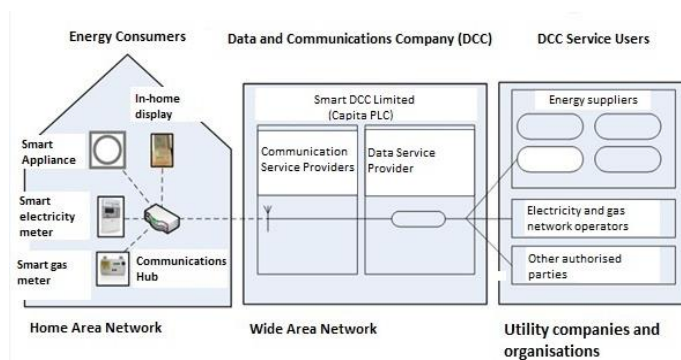 Energy Consumers
Data and Communications Company (DCC)
DCC Service Users
In-home
display
Smart
Appliance
Smart
electricity
meter
Smart gas
meter
Communications
Hub
Smart DCC Limited
(Capita PLC)
Communication
Service Providers
Data Service
Provider
Energy suppliers
Electricity and gas
network operators
Other authorised
parties
Home Area Network
Wide Area Network
Utility companies and
organisations